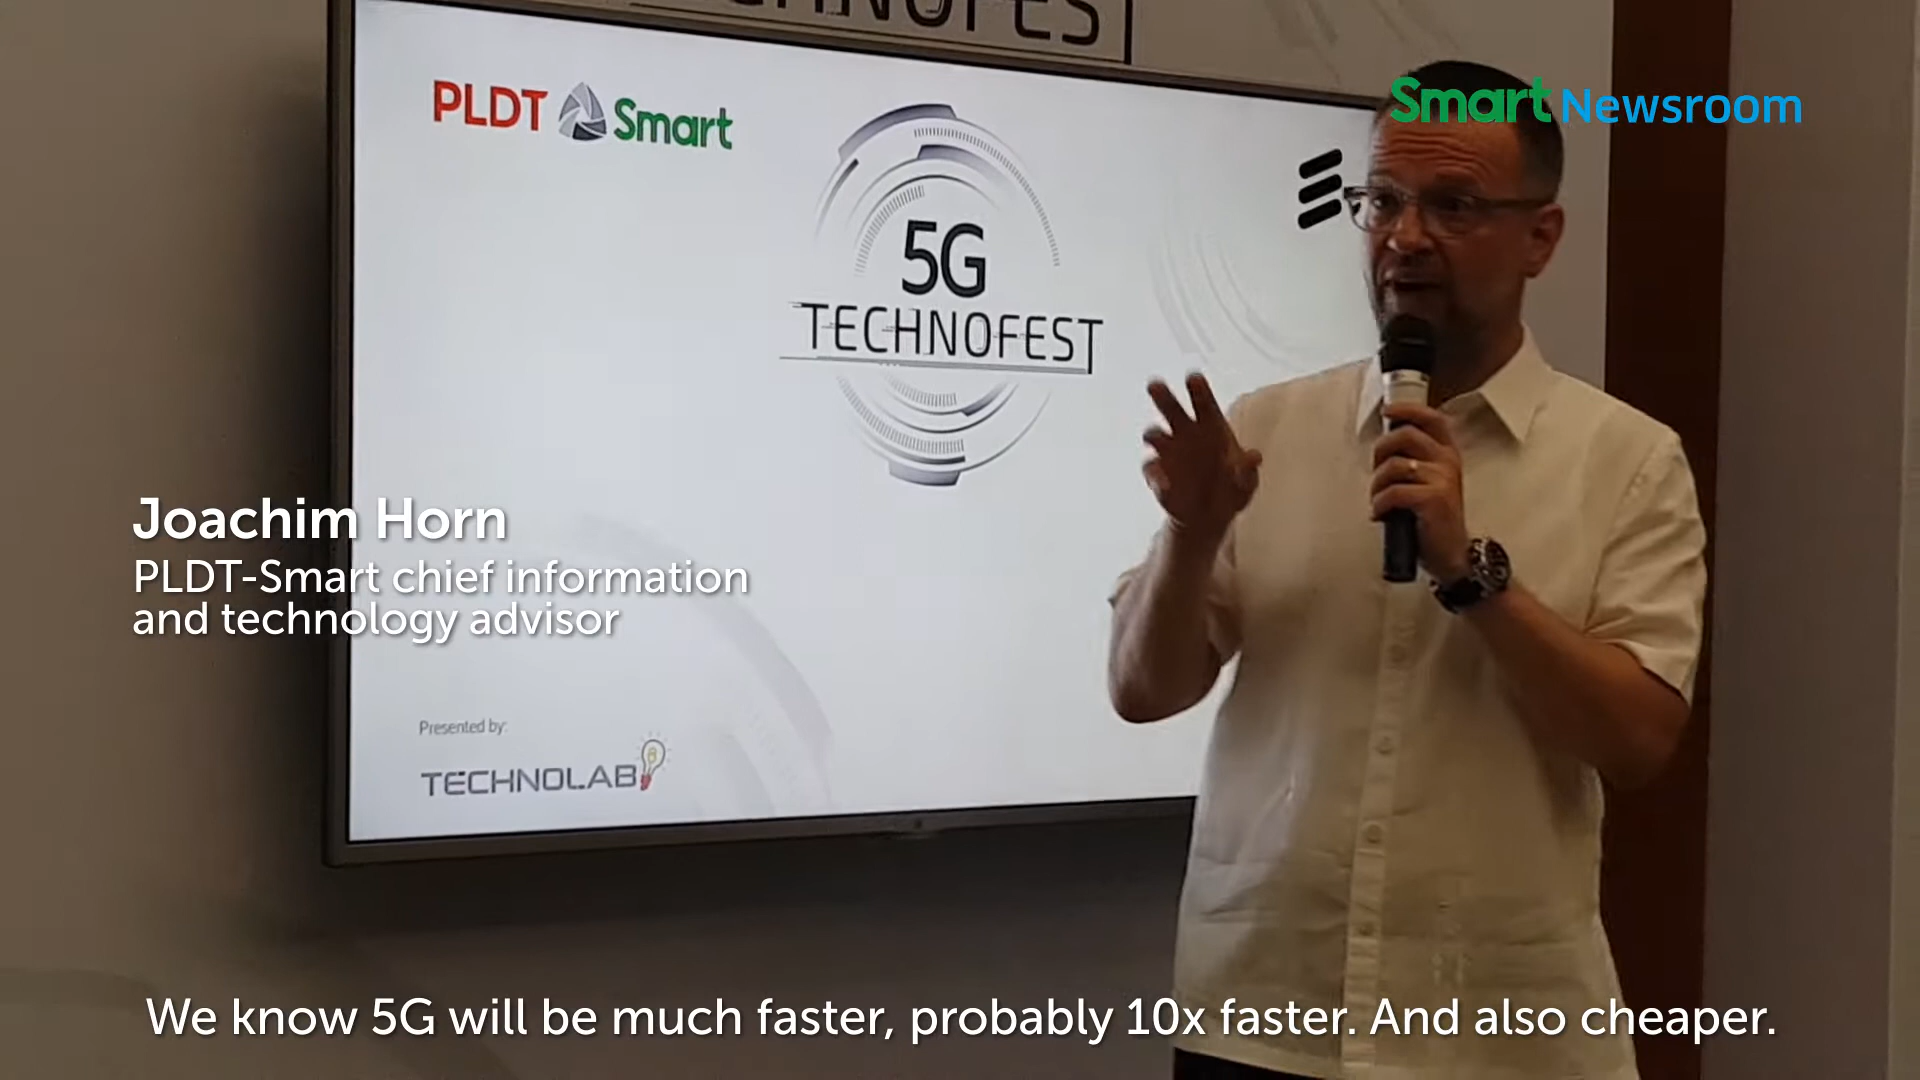 TECHNOFES
PLDT Smart
Smart Newsroom
5G
TECHNOFEST
Joachim Horn
PLDT-Smart chief information
and technology advisor
Presented by:
TECHNOLAB
We know 5G will be much faster, probably 10x faster. And also cheaper.